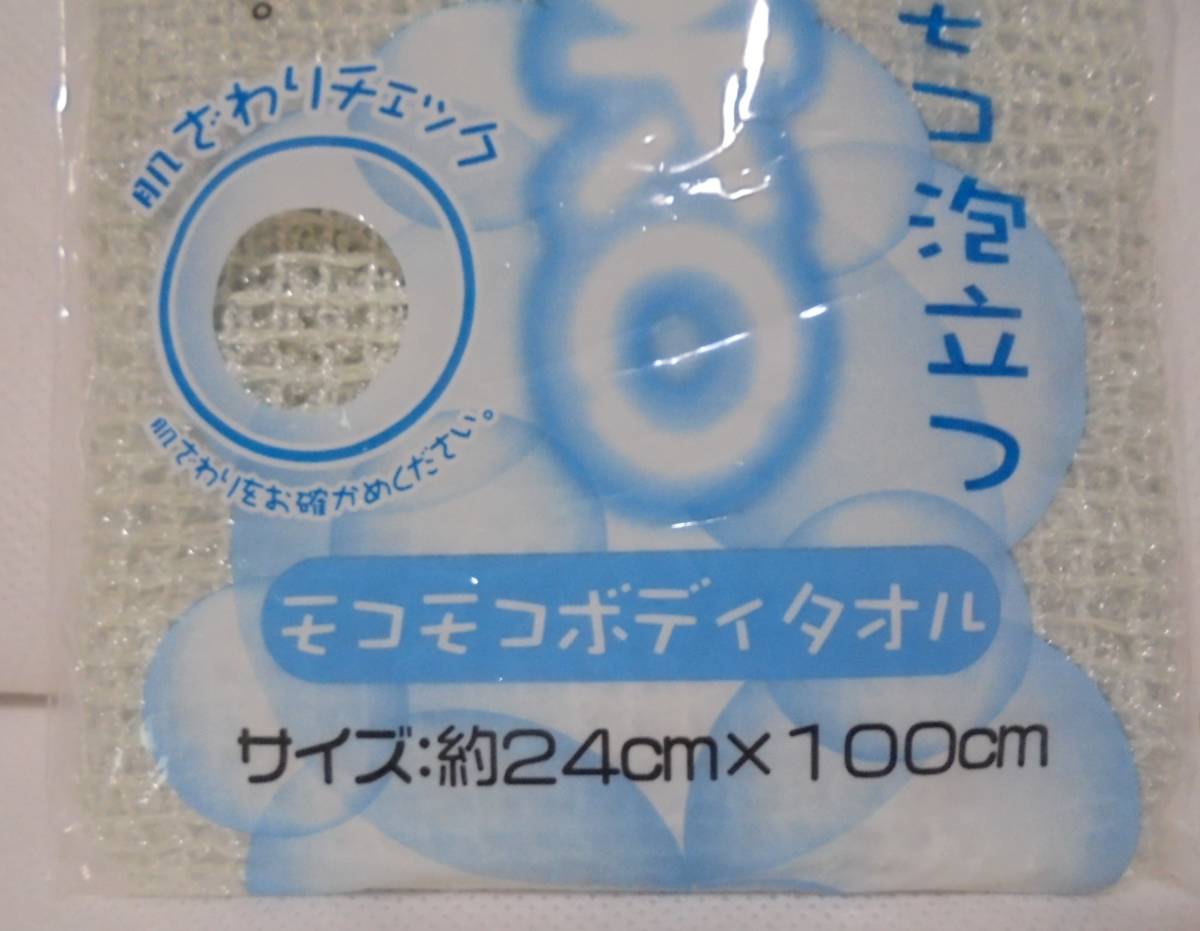 モコ泡立つ
肌ざわりチェック
肌ざわりをお確かめください。
モコモコボディタオル
サイズ:約24cm×100cm